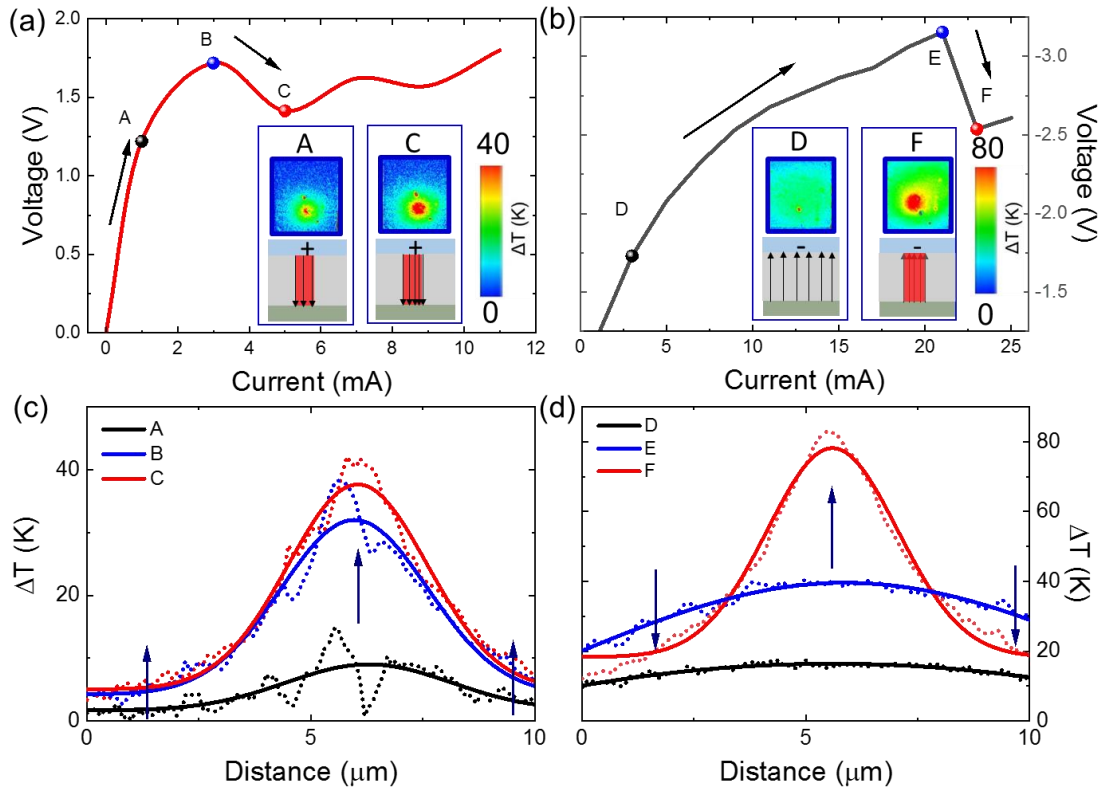 (a)
2.0
1.5
1.0
0.5
0.0
Voltage (V)
0 2 4 6 8 10 12
Current (mA)
A
B
C
A C
+ +
40
ΔT (K)
0
(b)
-3.0
-2.5
-2.0
-1.5
Voltage (V)
0 5 10 15 20 25
Current (mA)
D
E
F
D F
- -
80
ΔT (K)
0
(c)
A
B
C
40
20
0
ΔT (K)
0 5 10
Distance (μm)
(d)
D
E
F
80
60
40
20
0
ΔT (K)
0 5 10
Distance (μm)